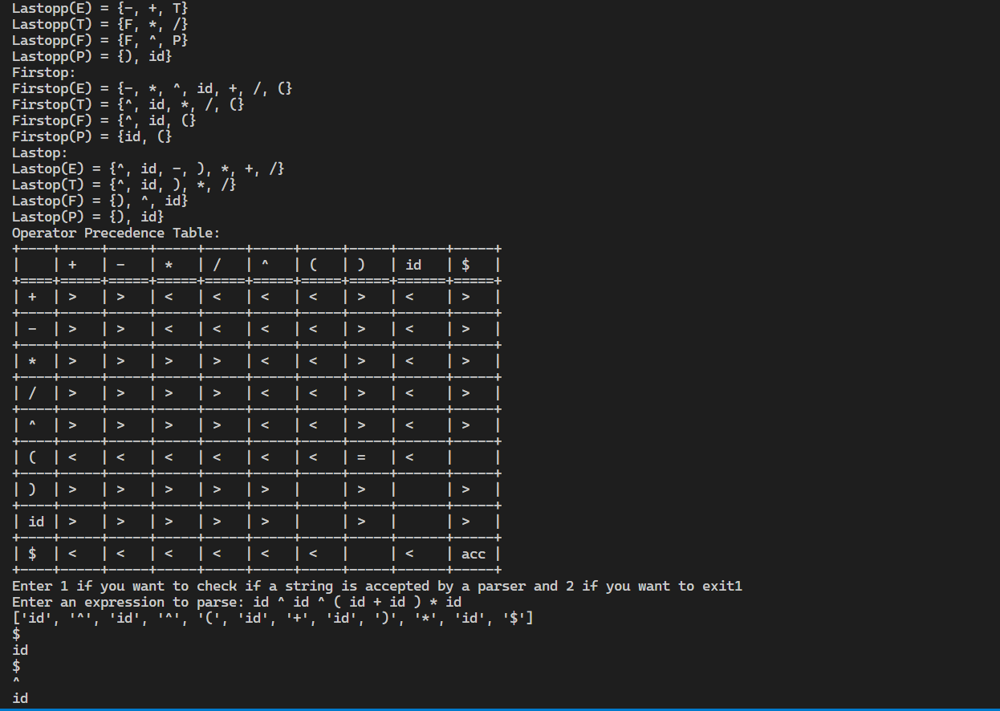 Lastopp(E) = {-, +, T}
Lastopp(T) = {F, *, /}
Lastopp(F) = {F, ^, P}
Lastopp(P) = {), id}
Firstop:
Firstop(E) = {-, *, ^, id, +, /, (}
Firstop(T) = {^, id, *, /, (}
Firstop(F) = {^, id, (}
Firstop(P) = {id, (}
Lastop:
Lastop(E) = {^, id, -, ), *, +, /}
Lastop(T) = {^, id, ), *, /}
Lastop(F) = {), ^, id}
Lastop(P) = {), id}
Operator Precedence Table:
+----+-----+-----+-----+-----+-----+-----+-----+------+-----+
|    | +   | -   | *   | /   | ^   | (   | )   | id   | $   |
+====+=====+=====+=====+=====+=====+=====+=====+======+=====+
| +  | >   | >   | <   | <   | <   | <   | >   | <    | >   |
+----+-----+-----+-----+-----+-----+-----+-----+------+-----+
| -  | >   | >   | <   | <   | <   | <   | >   | <    | >   |
+----+-----+-----+-----+-----+-----+-----+-----+------+-----+
| *  | >   | >   | >   | >   | <   | <   | >   | <    | >   |
+----+-----+-----+-----+-----+-----+-----+-----+------+-----+
| /  | >   | >   | >   | >   | <   | <   | >   | <    | >   |
+----+-----+-----+-----+-----+-----+-----+-----+------+-----+
| ^  | >   | >   | >   | >   | <   | <   | >   | <    | >   |
+----+-----+-----+-----+-----+-----+-----+-----+------+-----+
| (  | <   | <   | <   | <   | <   | <   | =   | <    |     |
+----+-----+-----+-----+-----+-----+-----+-----+------+-----+
| )  | >   | >   | >   | >   | >   |     | >   |      | >   |
+----+-----+-----+-----+-----+-----+-----+-----+------+-----+
| id | >   | >   | >   | >   | >   |     | >   |      | >   |
+----+-----+-----+-----+-----+-----+-----+-----+------+-----+
| $  | <   | <   | <   | <   | <   | <   |     | <    | acc |
+----+-----+-----+-----+-----+-----+-----+-----+------+-----+
Enter 1 if you want to check if a string is accepted by a parser and 2 if you want to exit1
Enter an expression to parse: id ^ id ^ ( id + id ) * id
['id', '^', 'id', '^', '(', 'id', '+', 'id', ')', '*', 'id', '$']
$
id
$
^
id